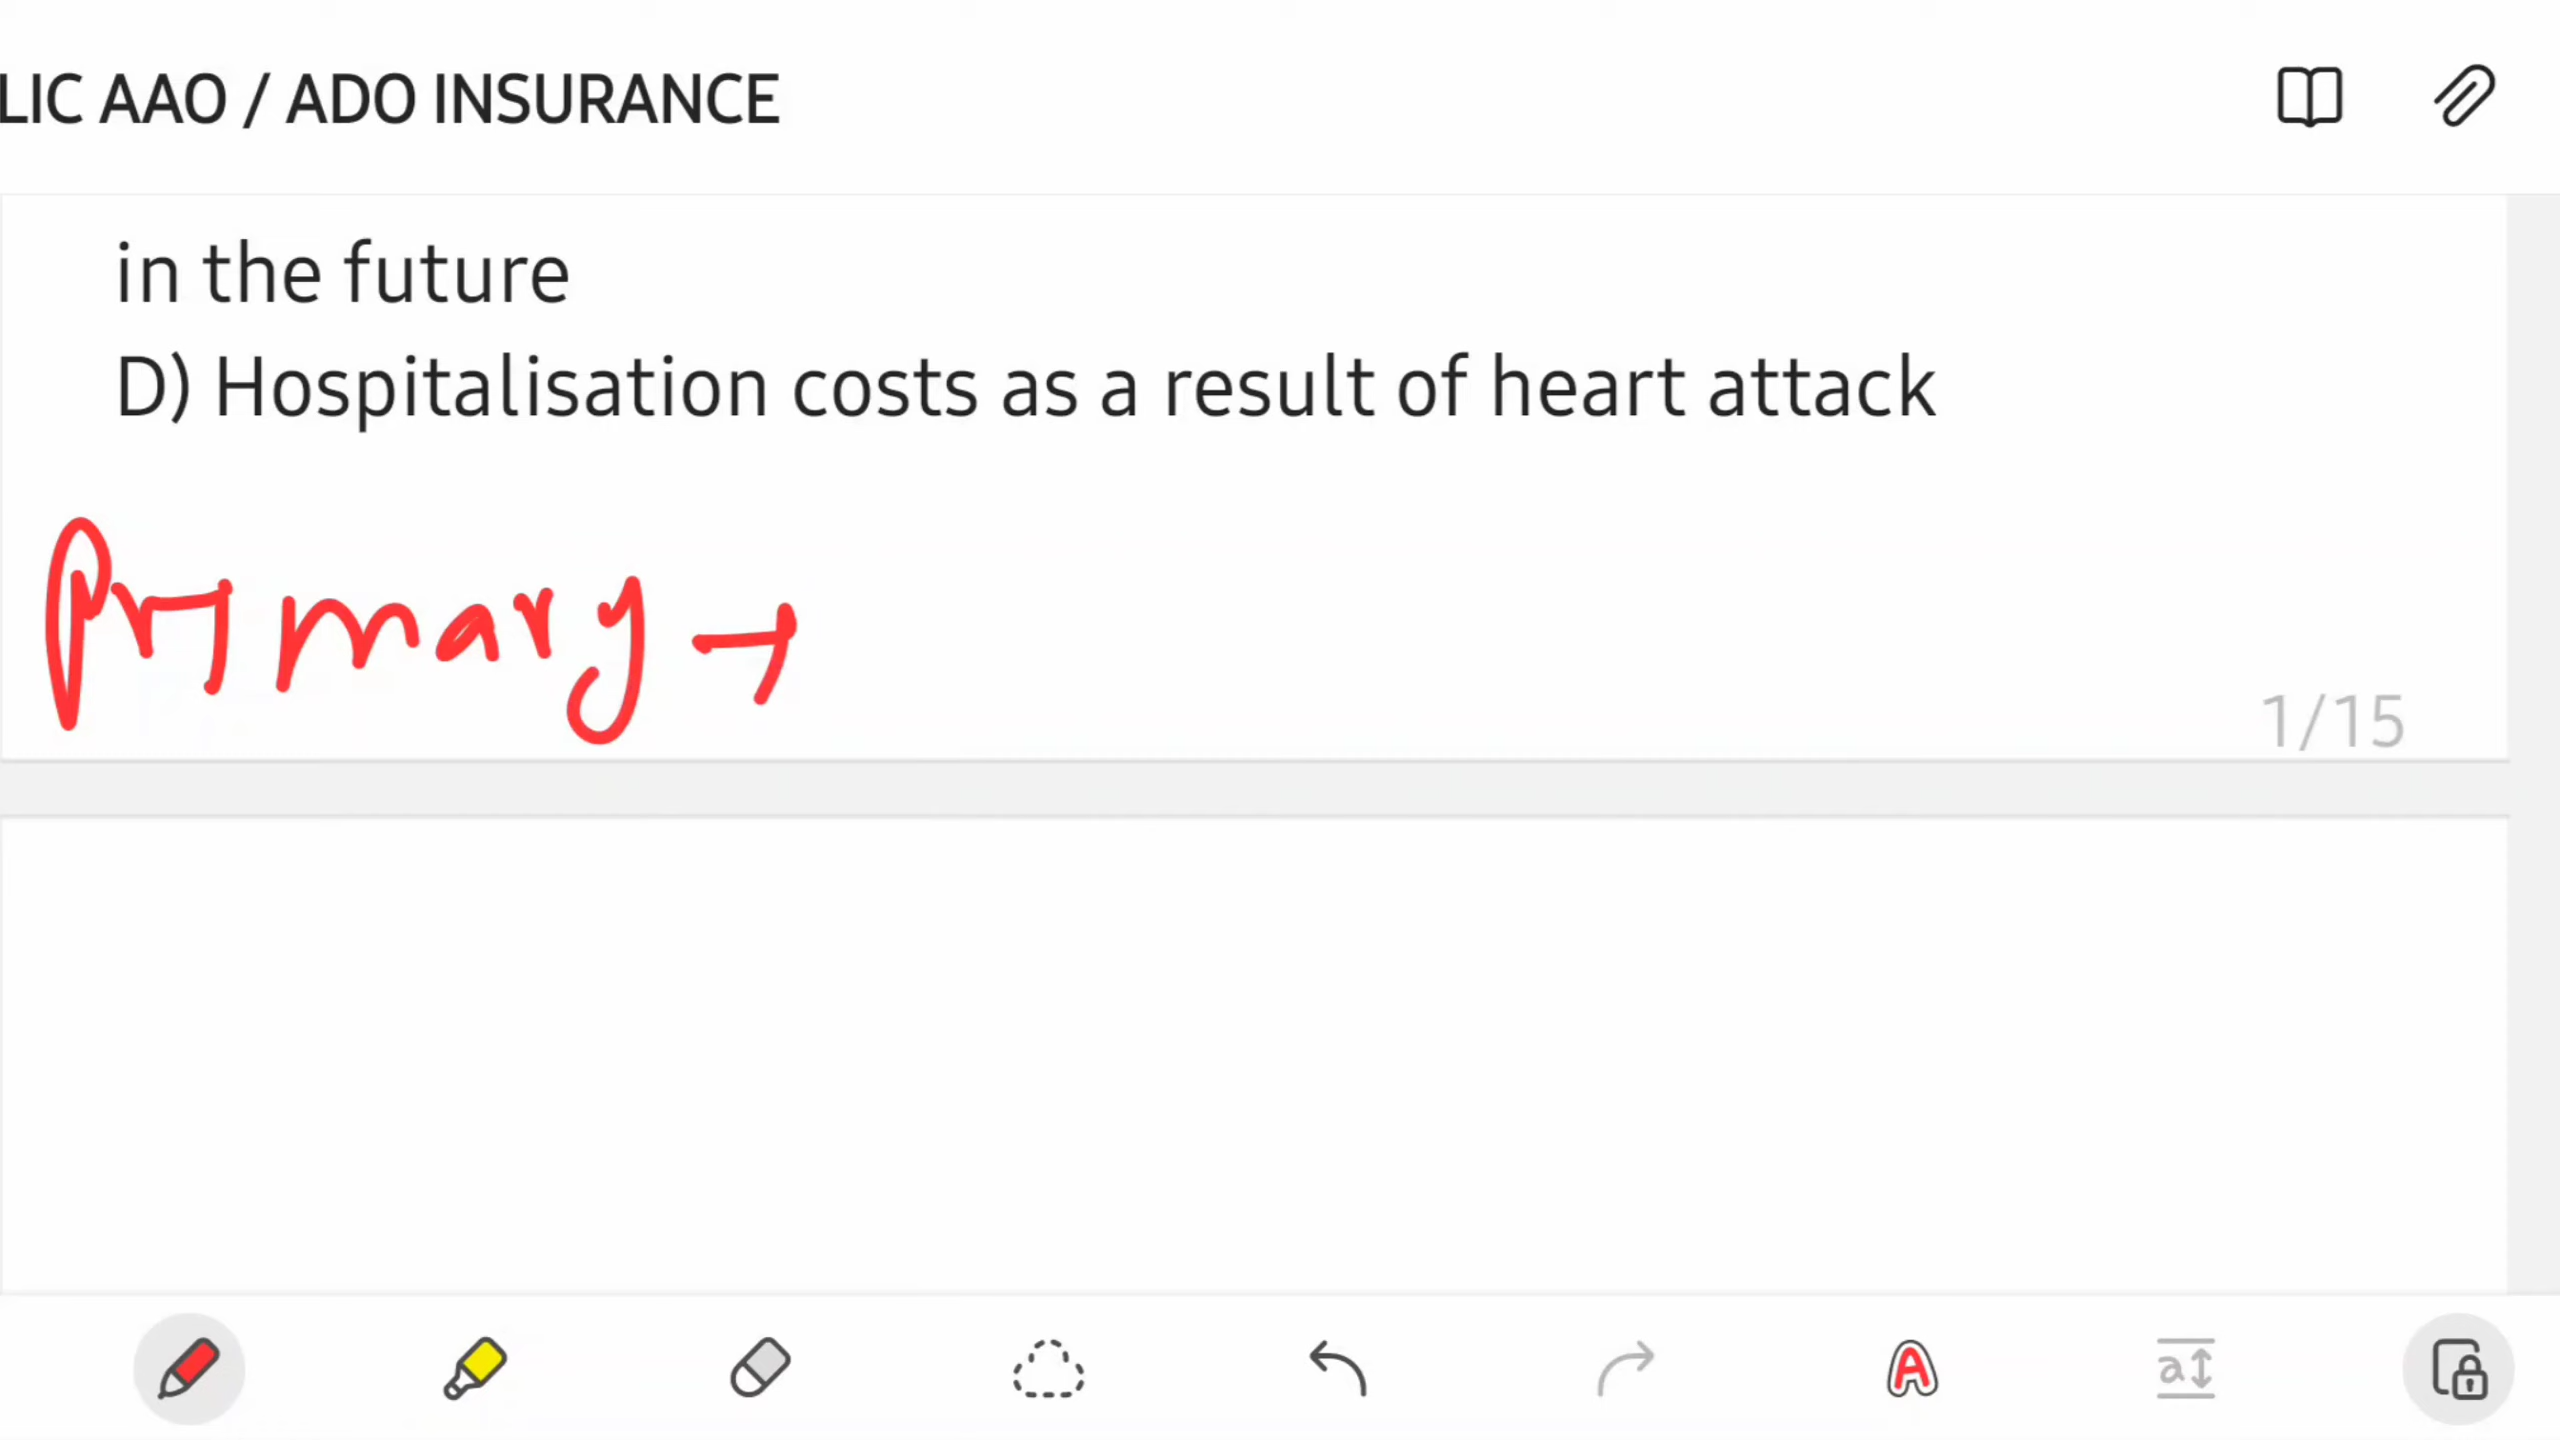 LIC AAO / ADO INSURANCE
in the future
D) Hospitalisation costs as a result of heart attack
Primary →
1/15
A a